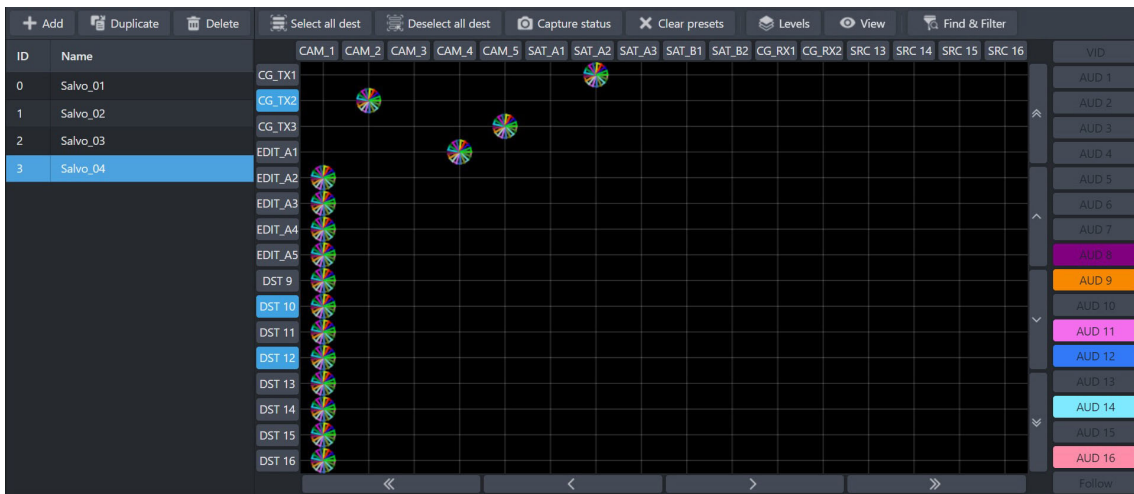 Add Duplicate Delete Select all dest Deselect all dest Capture status Clear presets Levels View Find & Filter
ID Name
0 Salvo_01
1 Salvo_02
2 Salvo_03
3 Salvo_04
CAM_1 CAM_2 CAM_3 CAM_4 CAM_5 SAT_A1 SAT_A2 SAT_A3 SAT_B1 SAT_B2 CG_RX1 CG_RX2 SRC 13 SRC 14 SRC 15 SRC 16
CG_TX1
CG_TX2
CG_TX3
EDIT_A1
EDIT_A2
EDIT_A3
EDIT_A4
EDIT_A5
DST 9
DST 10
DST 11
DST 12
DST 13
DST 14
DST 15
DST 16
VID
AUD 1
AUD 2
AUD 3
AUD 4
AUD 5
AUD 6
AUD 7
AUD 8
AUD 9
AUD 10
AUD 11
AUD 12
AUD 13
AUD 14
AUD 15
AUD 16
Follow